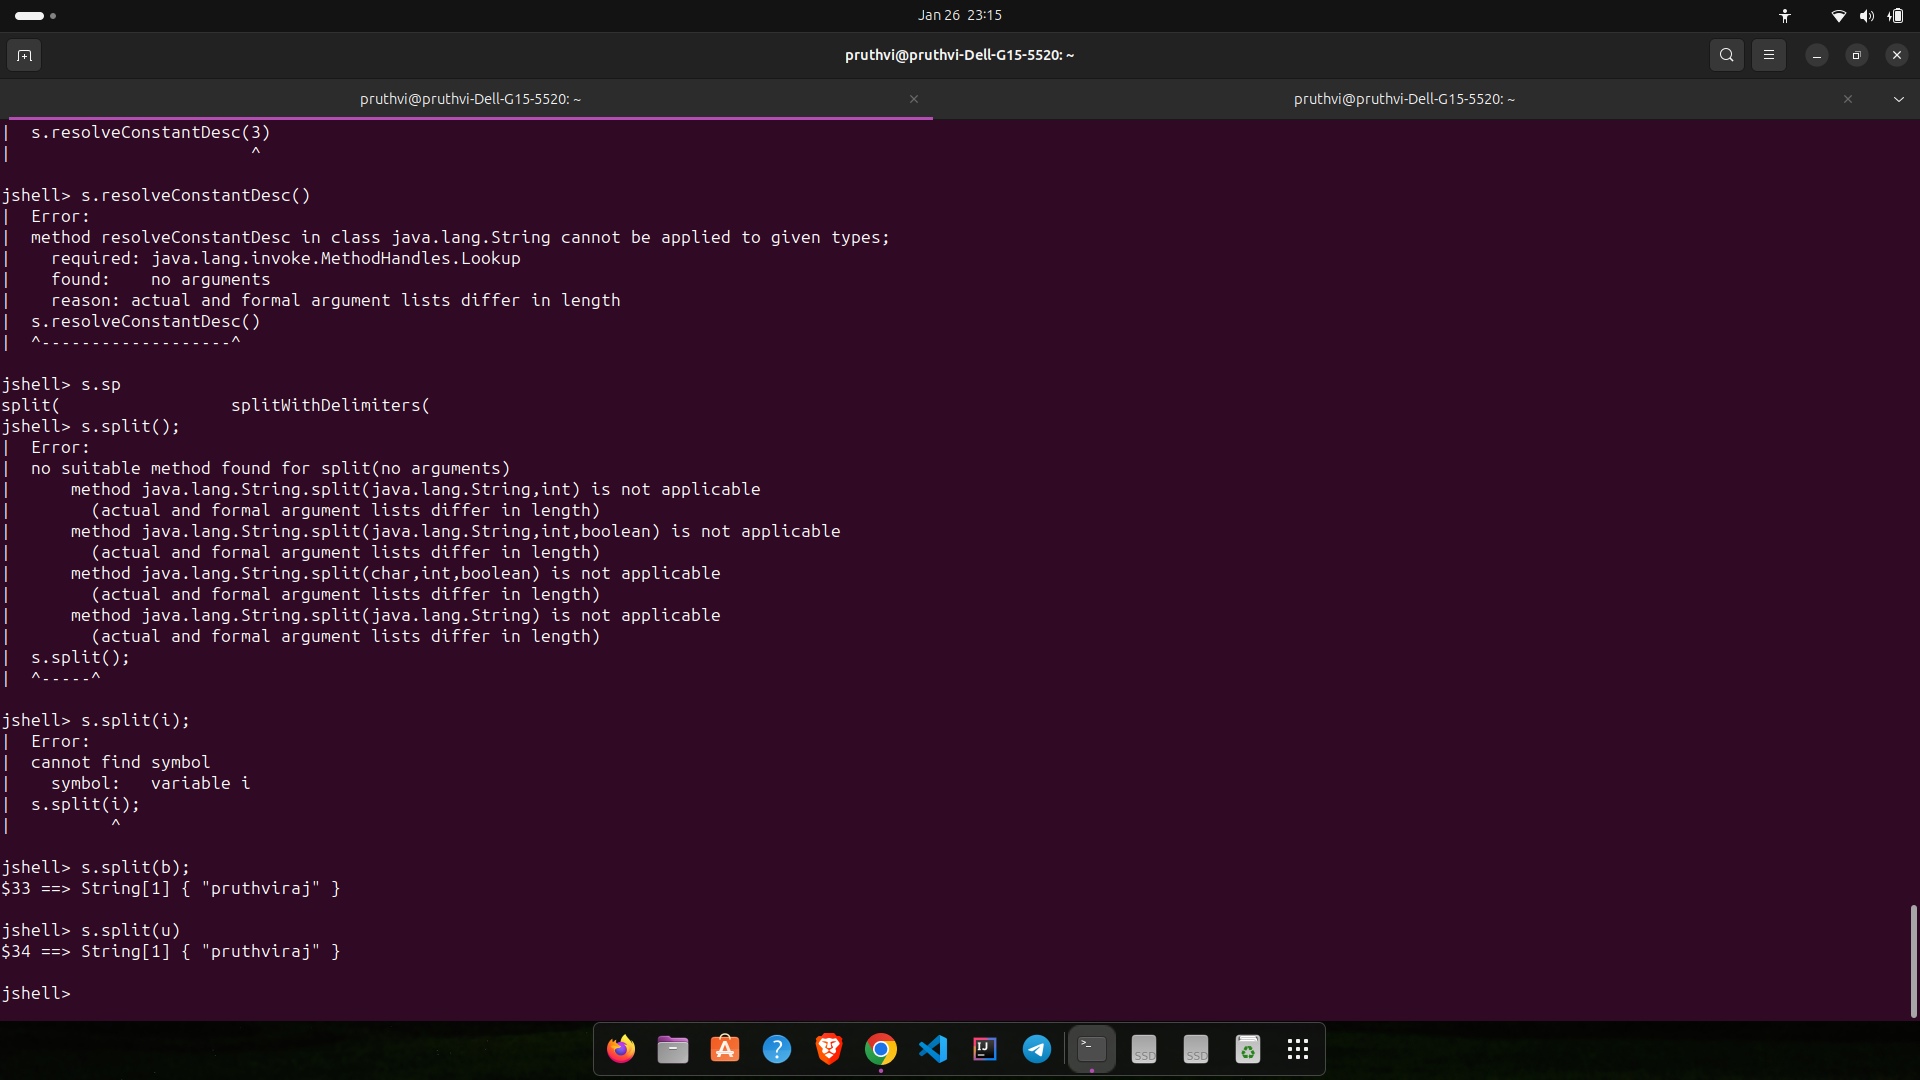 Jan 26 23:15
pruthvi@pruthvi-Dell-G15-5520: ~
pruthvi@pruthvi-Dell-G15-5520: ~
pruthvi@pruthvi-Dell-G15-5520: ~
|  s.resolveConstantDesc(3)
|                         ^
jshell> s.resolveConstantDesc()
|  Error:
|  method resolveConstantDesc in class java.lang.String cannot be applied to given types;
|    required: java.lang.invoke.MethodHandles.Lookup
|    found:    no arguments
|    reason: actual and formal argument lists differ in length
|  s.resolveConstantDesc()
|  ^-------------------^
jshell> s.sp
split(                 splitWithDelimiters(
jshell> s.split();
|  Error:
|  no suitable method found for split(no arguments)
|      method java.lang.String.split(java.lang.String,int) is not applicable
|        (actual and formal argument lists differ in length)
|      method java.lang.String.split(java.lang.String,int,boolean) is not applicable
|        (actual and formal argument lists differ in length)
|      method java.lang.String.split(char,int,boolean) is not applicable
|        (actual and formal argument lists differ in length)
|      method java.lang.String.split(java.lang.String) is not applicable
|        (actual and formal argument lists differ in length)
|  s.split();
|  ^-----^
jshell> s.split(i);
|  Error:
|  cannot find symbol
|    symbol:   variable i
|  s.split(i);
|          ^
jshell> s.split(b);
$33 ==> String[1] { "pruthviraj" }
jshell> s.split(u)
$34 ==> String[1] { "pruthviraj" }
jshell>
IJ
SSD
SSD